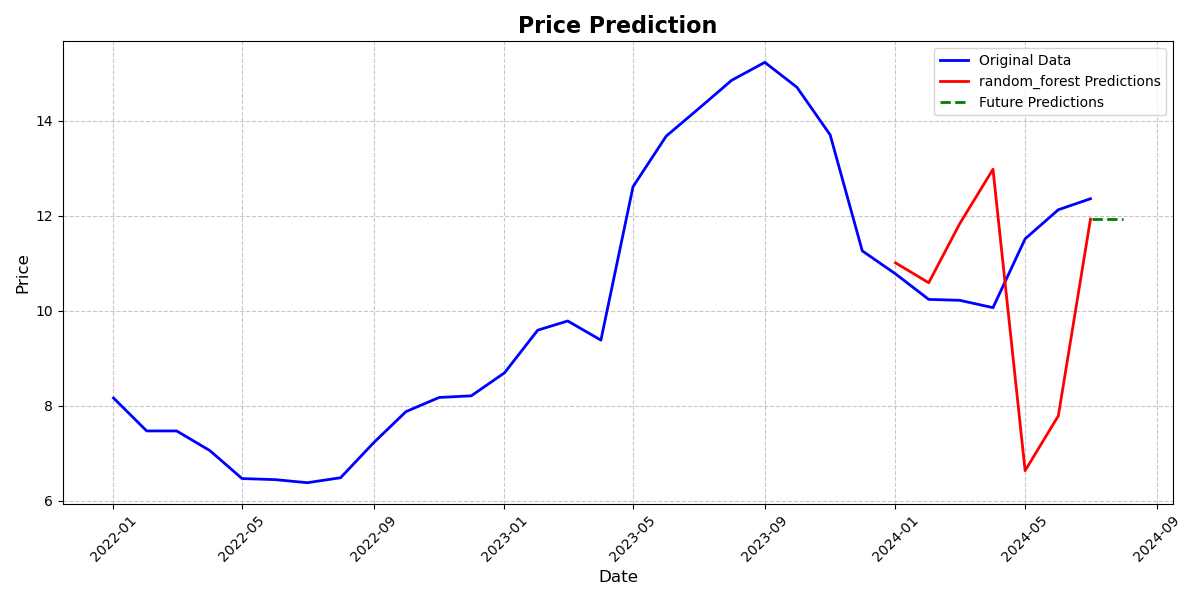 Price Prediction
Original Data
random_forest Predictions
Future Predictions
Price
14
12
10
8
6
2022-01
2022-05
2022-09
2023-01
2023-05
2023-09
2024-01
2024-05
2024-09
Date